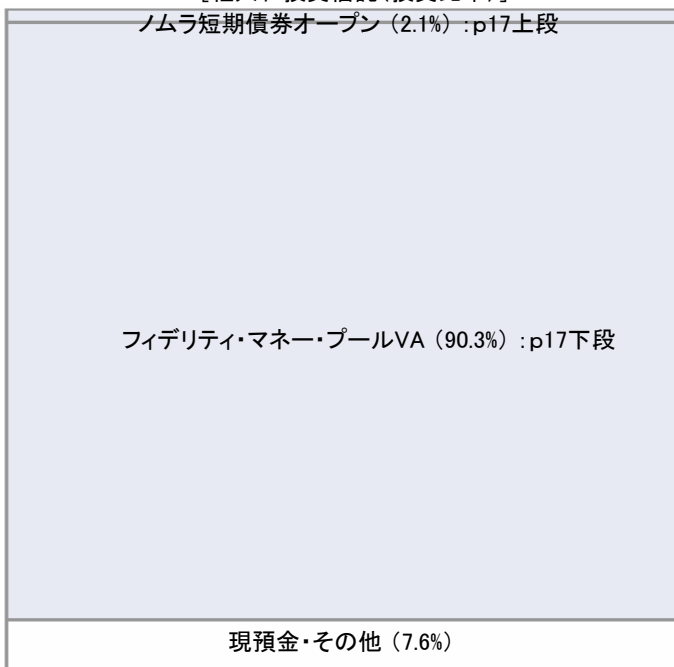 ノムラ短期債券オープン (2.1%) :p17上段
フィデリティ・マネー・プールVA (90.3%) :p17下段
現預金・その他 (7.6%)